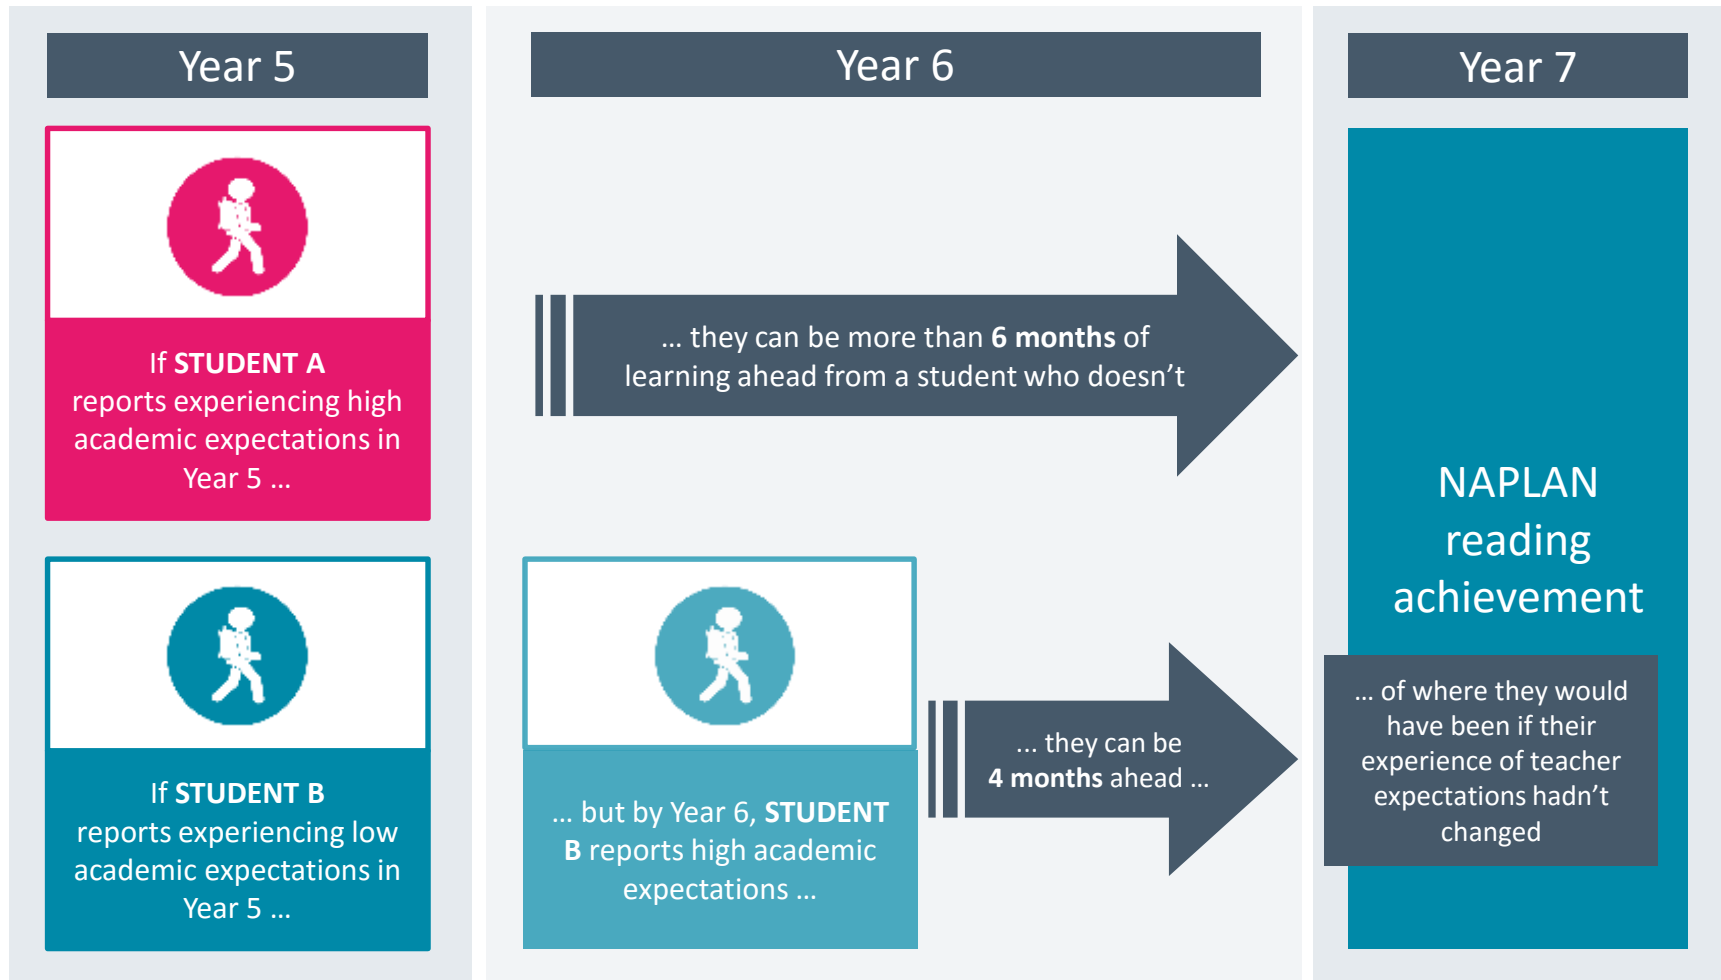 Year 5
Year 6
Year 7
If STUDENT A
reports experiencing high
academic expectations in
Year 5 ...
... they can be more than 6 months of
learning ahead from a student who doesn’t
If STUDENT B
reports experiencing low
academic expectations in
Year 5 ...
... but by Year 6, STUDENT
B reports high academic
expectations ...
... they can be
4 months ahead ...
NAPLAN
reading
achievement
... of where they would
have been if their
experience of teacher
expectations hadn’t
changed